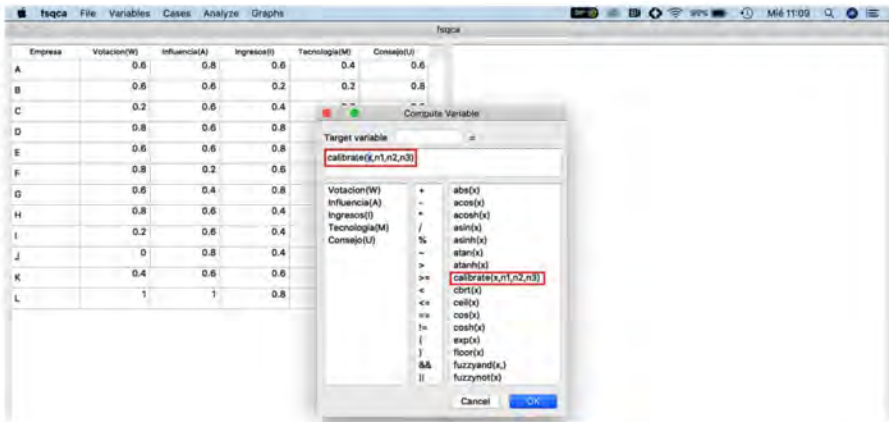 fsqca File Variables Cases Analyze Graphs 90% Mié 11:09
fsqca
Empresa Votacion(W) Influencia(A) Ingresos(I) Tecnologia(M) Consejo(U)
A 0.6 0.8 0.6 0.4 0.6
B 0.6 0.6 0.2 0.2 0.8
C 0.2 0.6 0.4
D 0.8 0.6 0.8
E 0.6 0.6 0.8
F 0.8 0.2 0.6
G 0.6 0.4 0.8
H 0.8 0.6 0.4
I 0.2 0.6 0.4
J 0 0.8 0.4
K 0.4 0.6 0.6
L 1 1 0.8
Compute Variable
Target variable =
calibrate(x,n1,n2,n3)
Votacion(W) + abs(x)
Influencia(A) - acos(x)
Ingresos(I) * acosh(x)
Tecnologia(M) / asin(x)
Consejo(U) % asinh(x)
~ atan(x)
> atanh(x)
>= calibrate(x,n1,n2,n3)
< cbrt(x)
<= ceil(x)
== cos(x)
!= cosh(x)
( exp(x)
) floor(x)
&& fuzzyand(x,)
|| fuzzynot(x)
Cancel OK